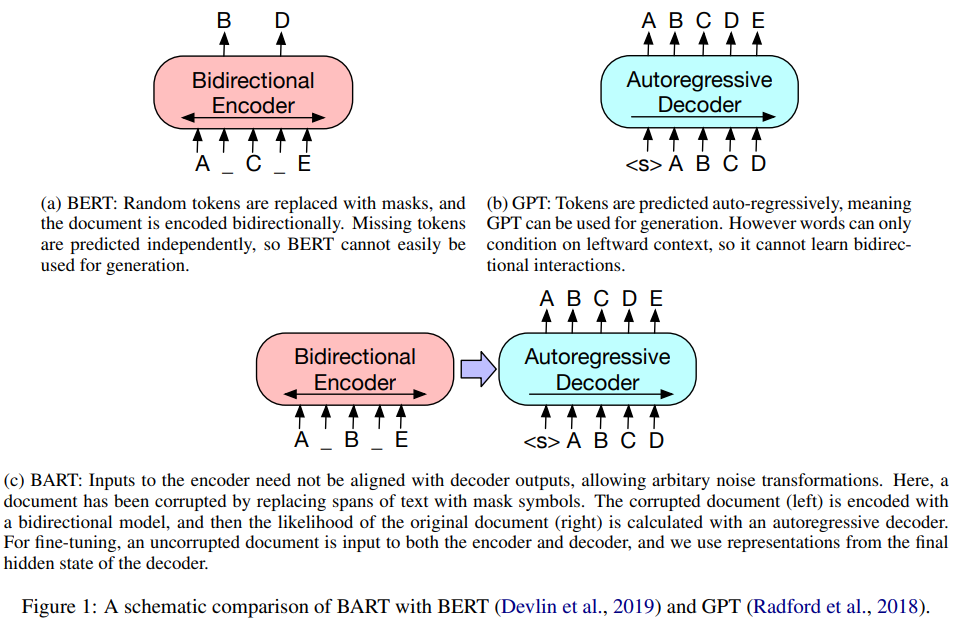 B D
Bidirectional
Encoder
A _ C _ E
(a) BERT: Random tokens are replaced with masks, and
the document is encoded bidirectionally. Missing tokens
are predicted independently, so BERT cannot easily be
used for generation.
A B C D E
Autoregressive
Decoder
<s> A B C D
(b) GPT: Tokens are predicted auto-regressively, meaning
GPT can be used for generation. However words can only
condition on leftward context, so it cannot learn bidirec-
tional interactions.
Bidirectional
Encoder
A _ B _ E
A B C D E
Autoregressive
Decoder
<s> A B C D
(c) BART: Inputs to the encoder need not be aligned with decoder outputs, allowing arbitary noise transformations. Here, a
document has been corrupted by replacing spans of text with mask symbols. The corrupted document (left) is encoded with
a bidirectional model, and then the likelihood of the original document (right) is calculated with an autoregressive decoder.
For fine-tuning, an uncorrupted document is input to both the encoder and decoder, and we use representations from the final
hidden state of the decoder.
Figure 1: A schematic comparison of BART with BERT (Devlin et al., 2019) and GPT (Radford et al., 2018).